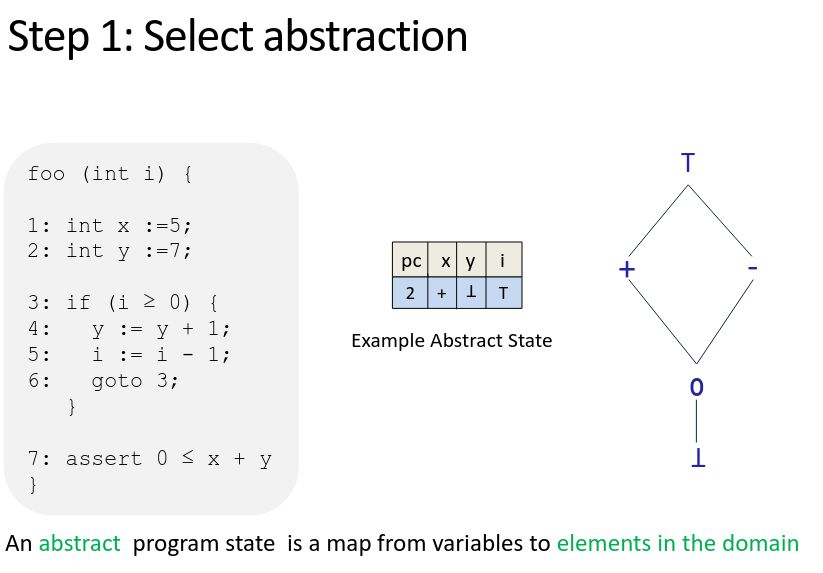 Step 1: Select abstraction
foo (int i) {
1: int x :=5;
2: int y :=7;
3: if (i ≥ 0) {
4:   y := y + 1;
5:   i := i - 1;
6:   goto 3;
}
7: assert 0 ≤ x + y
}
pc x y i
2 + ⊥ T
Example Abstract State
T
+ -
0
⊥
An abstract program state is a map from variables to elements in the domain